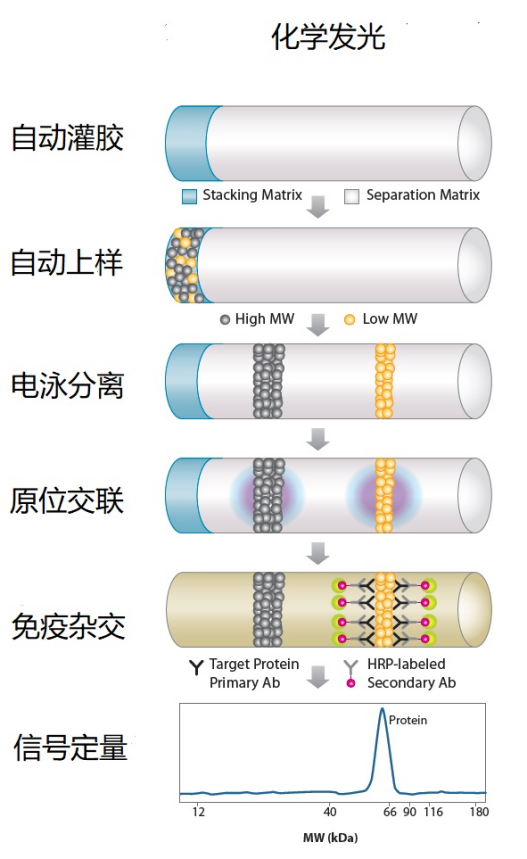 化学发光
自动灌胶
Stacking Matrix
Separation Matrix
自动上样
High MW
Low MW
电泳分离
原位交联
免疫杂交
Target Protein
Primary Ab
HRP-labeled
Secondary Ab
信号定量
Protein
12 40 66 90 116 180
MW (kDa)